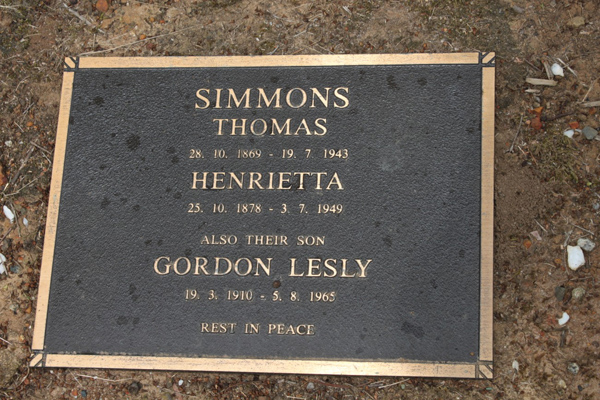 SIMMONS
THOMAS
28. 10. 1869 - 19. 7. 1943
HENRIETTA
25. 10. 1878 - 3. 7. 1949
ALSO THEIR SON
GORDON LESLY
19. 3. 1910 - 5. 8. 1965
REST IN PEACE